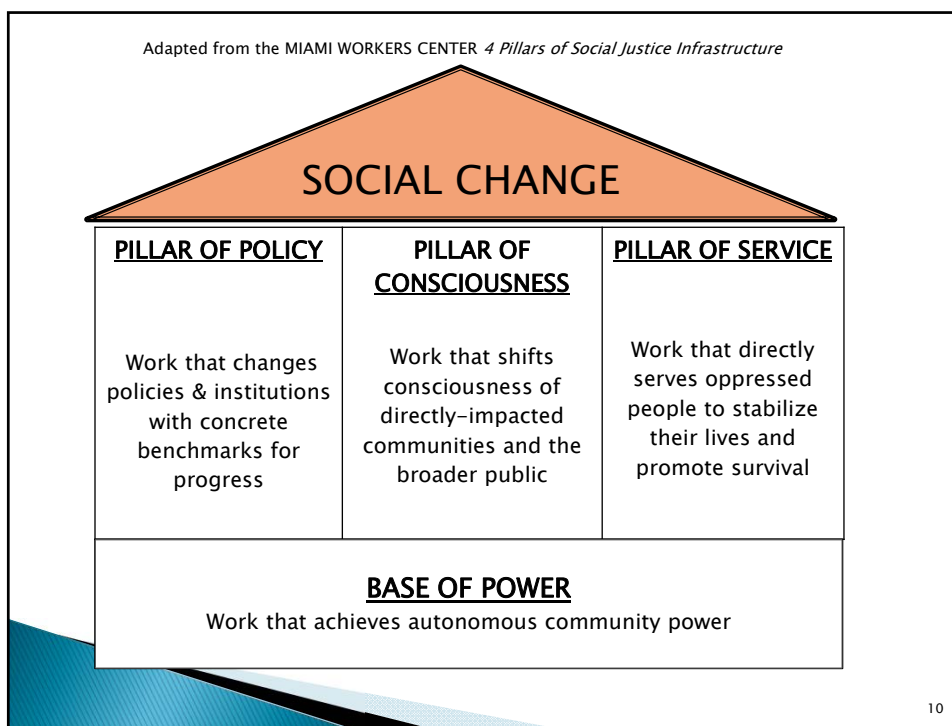 Adapted from the MIAMI WORKERS CENTER 4 Pillars of Social Justice Infrastructure
SOCIAL CHANGE
PILLAR OF POLICY
Work that changes
policies & institutions
with concrete
benchmarks for
progress
PILLAR OF
CONSCIOUSNESS
Work that shifts
consciousness of
directly-impacted
communities and the
broader public
PILLAR OF SERVICE
Work that directly
serves oppressed
people to stabilize
their lives and
promote survival
BASE OF POWER
Work that achieves autonomous community power
10